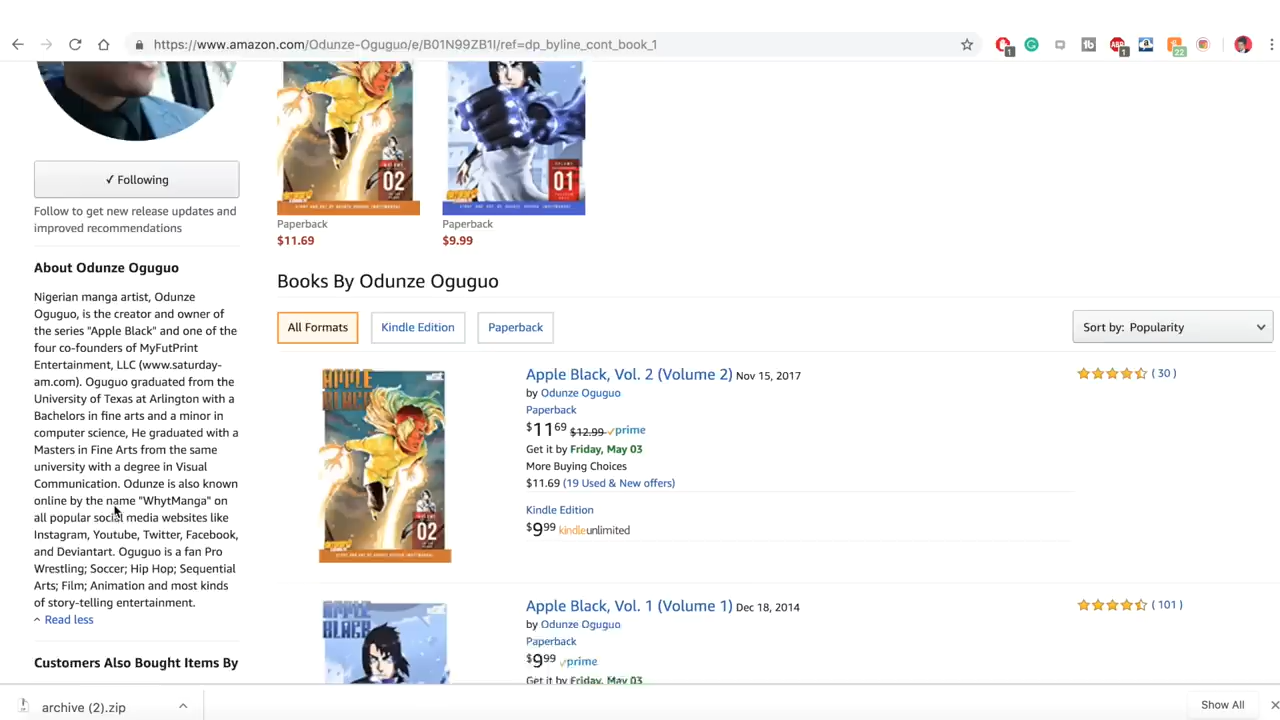 https://www.amazon.com/Odunze-Oguguo/e/B01N99ZB1I/ref=dp_byline_cont_book_1
1
ABP
1
22
02
VOLUME
01
Paperback
$11.69
Paperback
$9.99
✓ Following
Follow to get new release updates and
improved recommendations
About Odunze Oguguo
Nigerian manga artist, Odunze
Oguguo, is the creator and owner of
the series "Apple Black" and one of the
four co-founders of MyFutPrint
Entertainment, LLC (www.saturday-
am.com). Oguguo graduated from the
University of Texas at Arlington with a
Bachelors in fine arts and a minor in
computer science, He graduated with a
Masters in Fine Arts from the same
university with a degree in Visual
Communication. Odunze is also known
online by the name "WhytManga" on
all popular social media websites like
Instagram, Youtube, Twitter, Facebook,
and Deviantart. Oguguo is a fan Pro
Wrestling; Soccer; Hip Hop; Sequential
Arts; Film; Animation and most kinds
of story-telling entertainment.
Read less
Customers Also Bought Items By
Books By Odunze Oguguo
All Formats
Kindle Edition
Paperback
Sort by: Popularity
APPLE
BLACK
02
Apple Black, Vol. 2 (Volume 2) Nov 15, 2017
by Odunze Oguguo
Paperback
$11 69 $12.99 prime
Get it by Friday, May 03
More Buying Choices
$11.69 (19 Used & New offers)
Kindle Edition
$9 99 kindleunlimited
( 30 )
APPLE
BLACK
Apple Black, Vol. 1 (Volume 1) Dec 18, 2014
by Odunze Oguguo
Paperback
$9 99 prime
Get it by Friday, May 03
( 101 )
archive (2).zip
Show All